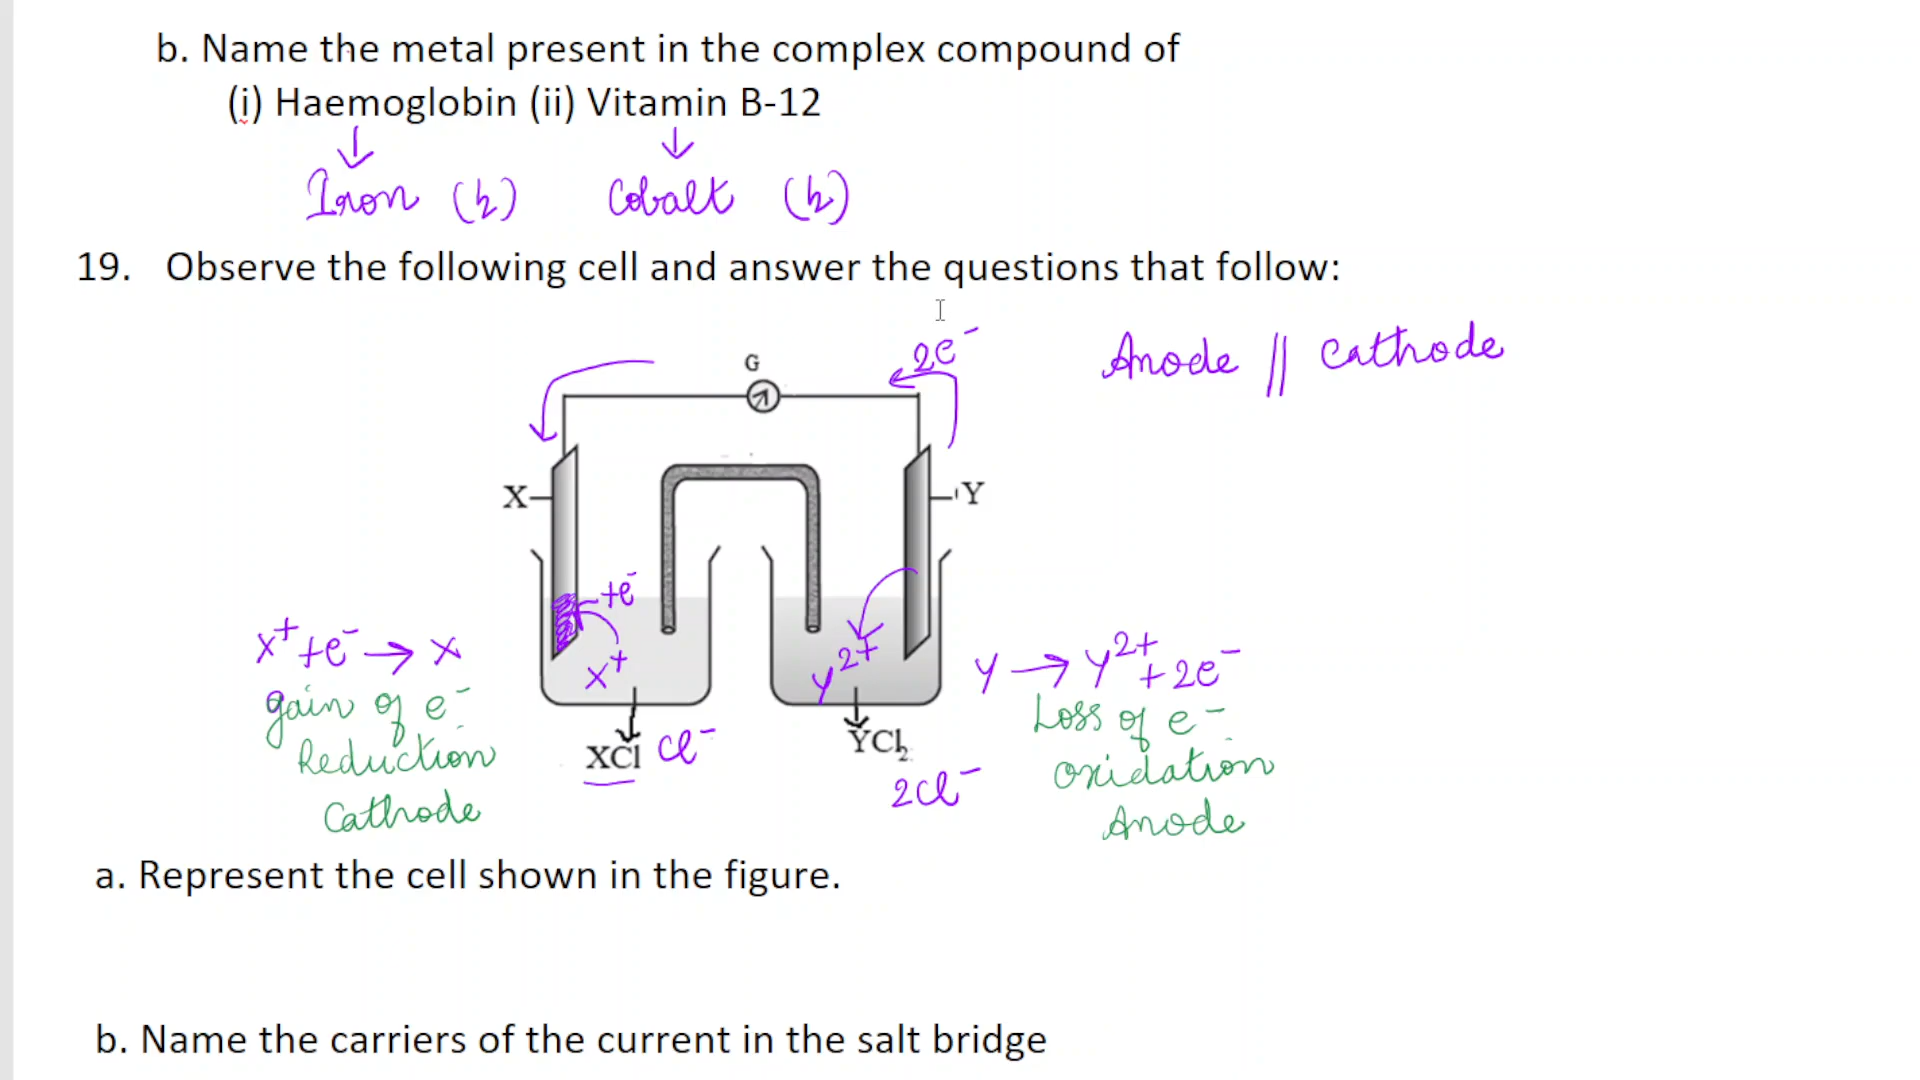 b. Name the metal present in the complex compound of
(i) Haemoglobin (ii) Vitamin B-12
Iron (½) Cobalt (½)
19. Observe the following cell and answer the questions that follow:
2e⁻
Anode || Cathode
G
X
Y
+e⁻
x⁺ + e⁻ → x
x⁺
y²⁺
y → y²⁺ + 2e⁻
gain of e⁻
Loss of e⁻
Reduction
XCl Cl⁻
YCl₂
oxidation
2Cl⁻
Cathode
Anode
a. Represent the cell shown in the figure.
b. Name the carriers of the current in the salt bridge